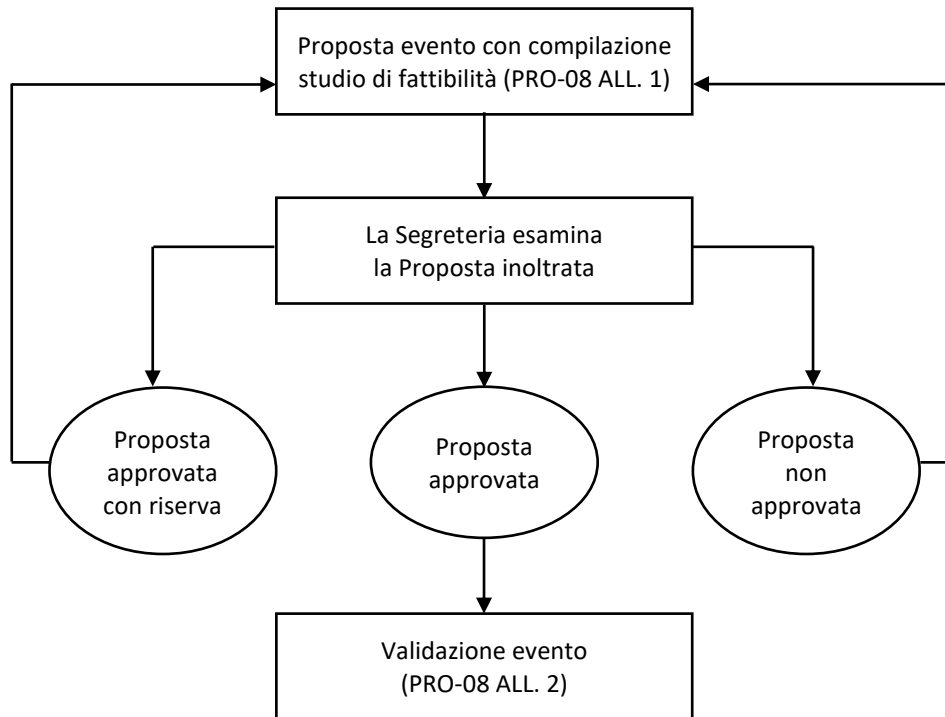 Proposta evento con compilazione
studio di fattibilità (PRO-08 ALL. 1)
La Segreteria esamina
la Proposta inoltrata
Proposta
approvata
con riserva
Proposta
approvata
Proposta
non
approvata
Validazione evento
(PRO-08 ALL. 2)